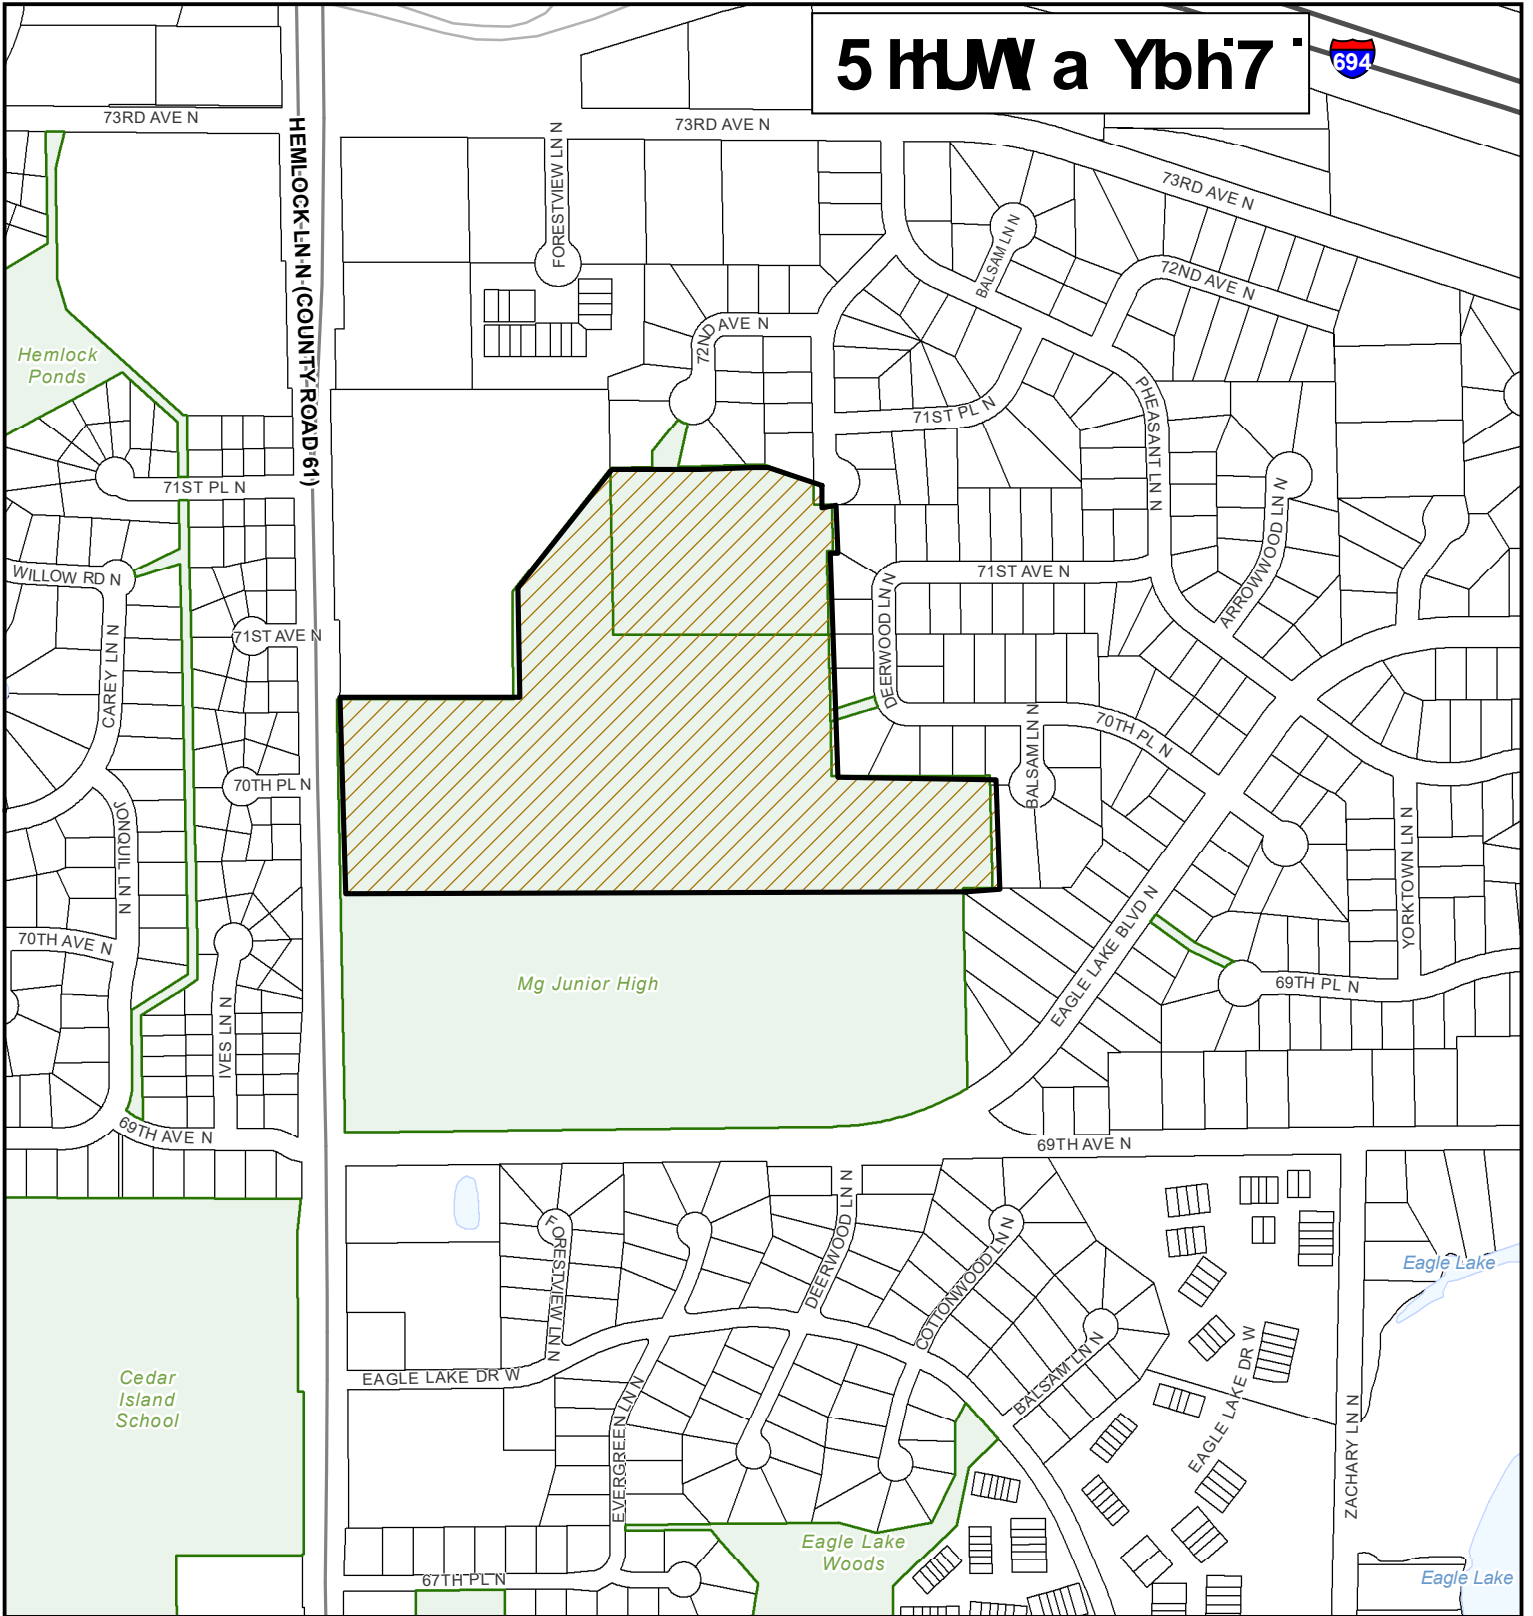 5 hhUW\ a Ybh'7
694
73RD AVE N
73RD AVE N
73RD AVE N
HEMLOCK LN N (COUNTY ROAD 61)
FORESTVIEW LN N
BALSAM LN N
72ND AVE N
72ND AVE N
Hemlock
Ponds
71ST PL N
PHEASANT LN N
71ST PL N
ARROWWOOD LN N
WILLOW RD N
71ST AVE N
DEERWOOD LN N
71ST AVE N
CAREY LN N
BALSAM LN N
70TH PL N
70TH PL N
JONQUIL LN N
YORKTOWN LN N
70TH AVE N
EAGLE LAKE BLVD N
Mg Junior High
69TH PL N
IVES LN N
69TH AVE N
69TH AVE N
FORESTVIEW LN N
DEERWOOD LN N
COTTONWOOD LN N
Eagle Lake
EAGLE LAKE DR W
BALSAM LN N
EAGLE LAKE DR W
Cedar
Island
School
EVERGREEN LN N
ZACHARY LN N
Eagle Lake
Woods
67TH PL N
Eagle Lake